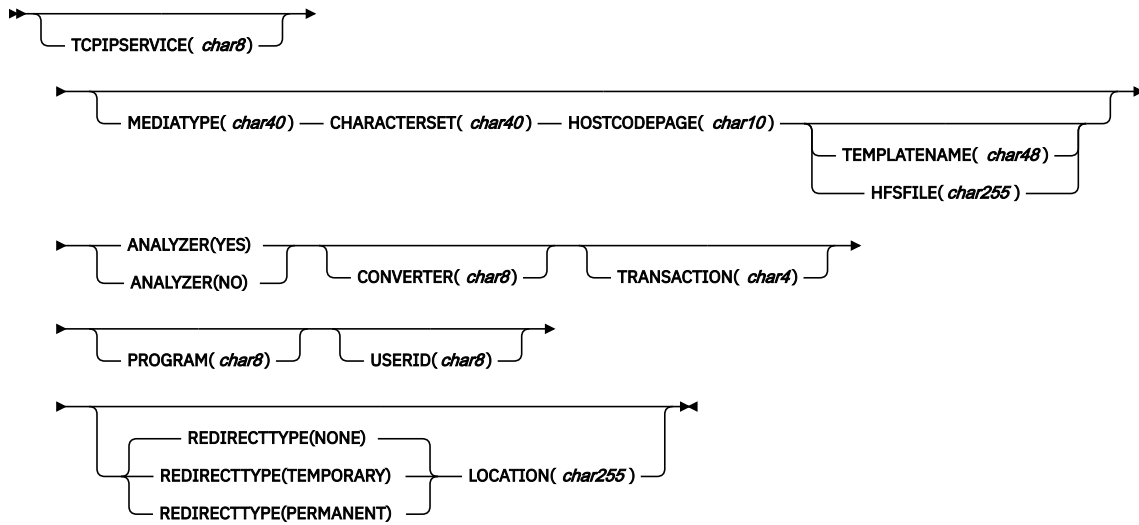 TCPIPSERVICE( char8)
MEDIATYPE( char40) CHARACTERSET( char40) HOSTCODEPAGE( char10)
TEMPLATENAME( char48)
HFSFILE(char255 )
ANALYZER(YES)
ANALYZER(NO)
CONVERTER( char8)
TRANSACTION( char4)
PROGRAM( char8)
USERID(char8)
REDIRECTTYPE(NONE)
REDIRECTTYPE(TEMPORARY)
LOCATION( char255 )
REDIRECTTYPE(PERMANENT)